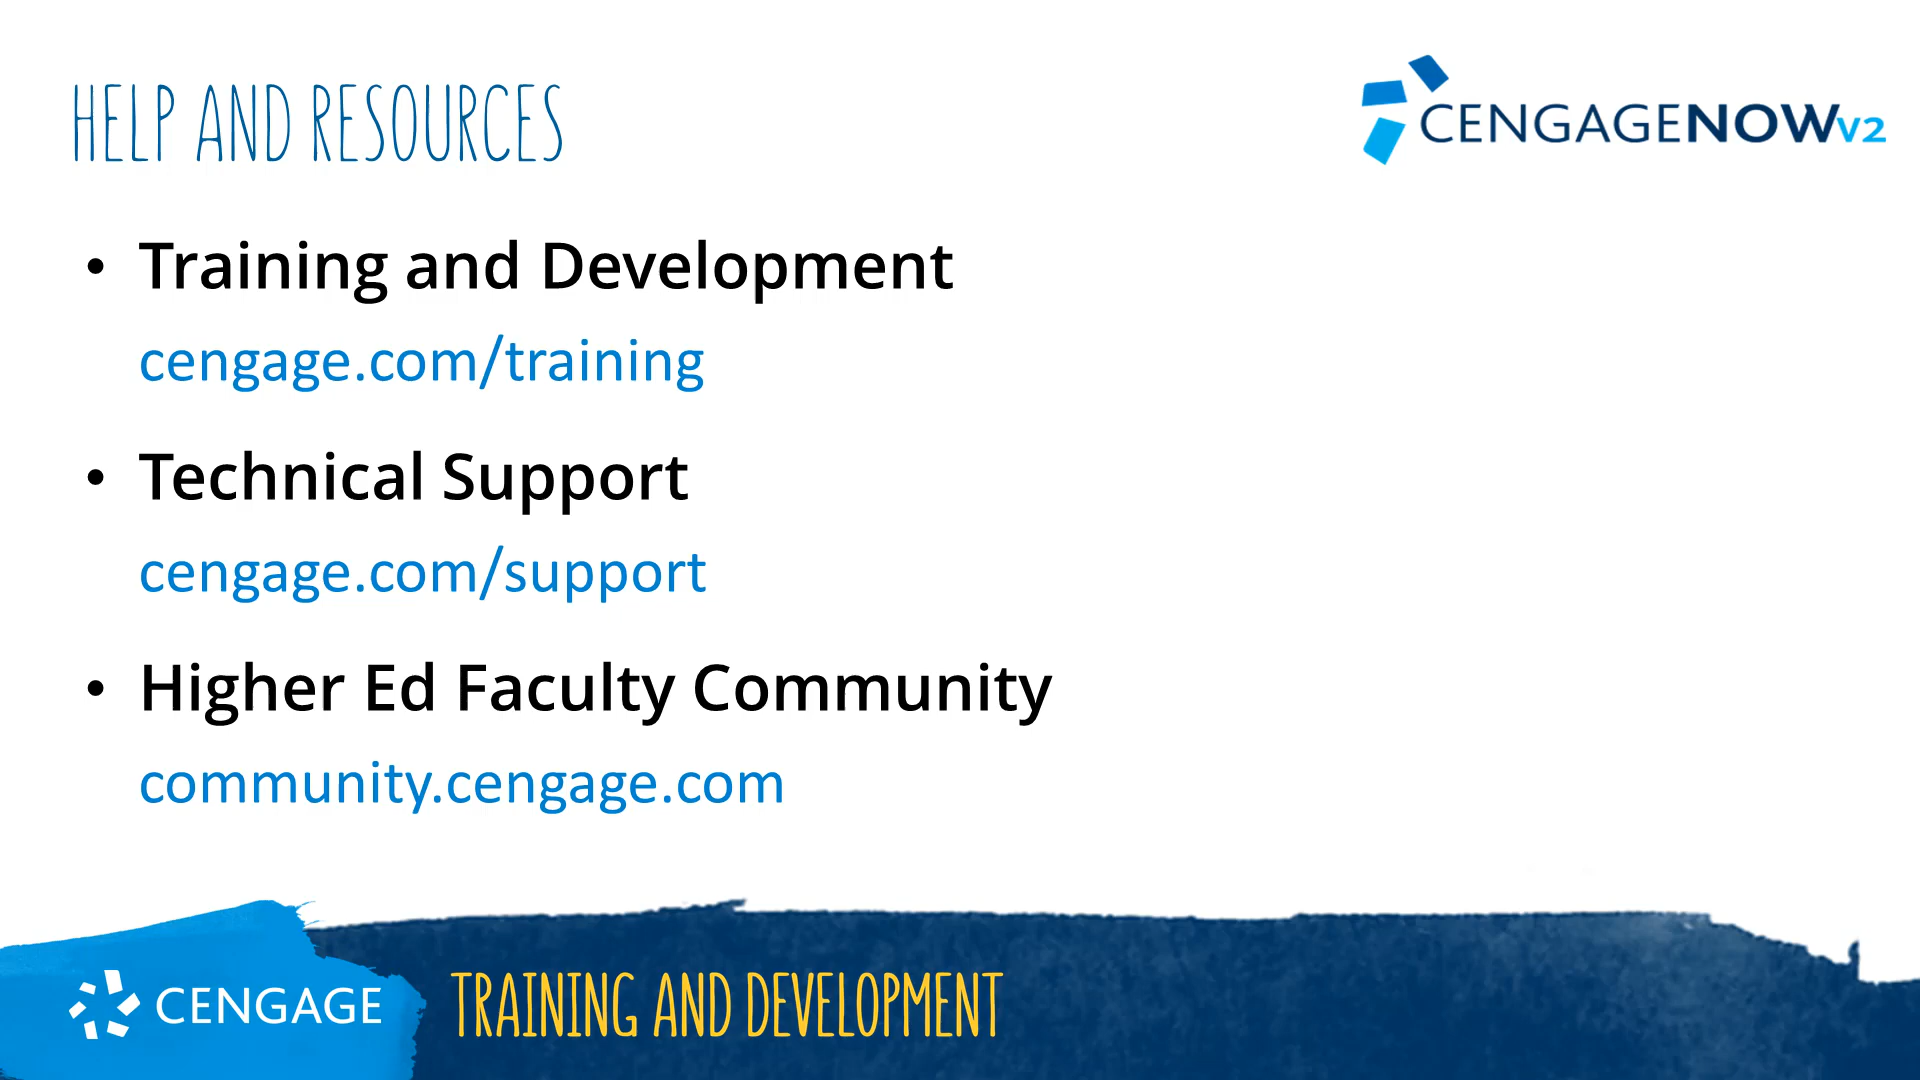 HELP AND RESOURCES
CENGAGENOWv2
• Training and Development
cengage.com/training
• Technical Support
cengage.com/support
• Higher Ed Faculty Community
community.cengage.com
CENGAGE
TRAINING AND DEVELOPMENT